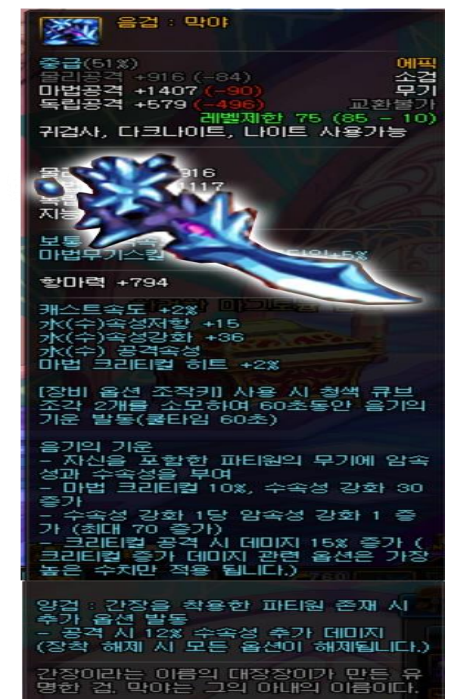 음검 : 막야
중급(51%) 에픽
물리공격 +916 (-84) 소검
마법공격 +1407 (-90) 무기
독립공격 +579 (-496) 교환불가
레벨제한 75 (85 - 10)
귀검사, 다크나이트, 나이트 사용가능
916
1117
지능
보통
마법무기스킬 +5%
항마력 +794
캐스트속도 +2%
水(수)속성저항 +15
水(수)속성강화 +36
水(수) 공격속성
마법 크리티컬 히트 +2%
[장비 옵션 조작키] 사용 시 청색 큐브
조각 2개를 소모하여 60초동안 음기의
기운 발동(쿨타임 60초)
음기의 기운
- 자신을 포함한 파티원의 무기에 암속
성과 수속성을 부여
- 마법 크리티컬 10%, 수속성 강화 30
증가
- 수속성 강화 1당 암속성 강화 1 증
가 (최대 70 증가)
- 크리티컬 공격 시 데미지 15% 증가 (
크리티컬 증가 데미지 관련 옵션은 가장
높은 수치만 적용 됩니다.)
양검 : 간장을 착용한 파티원 존재 시
추가 옵션 발동
- 공격 시 12% 수속성 추가 데미지
(장착 해제 시 모든 옵션이 해제됩니다.)
간장이라는 이름의 대장장이가 만든 유
명한 검. 막야는 그의 아내의 이름이다.